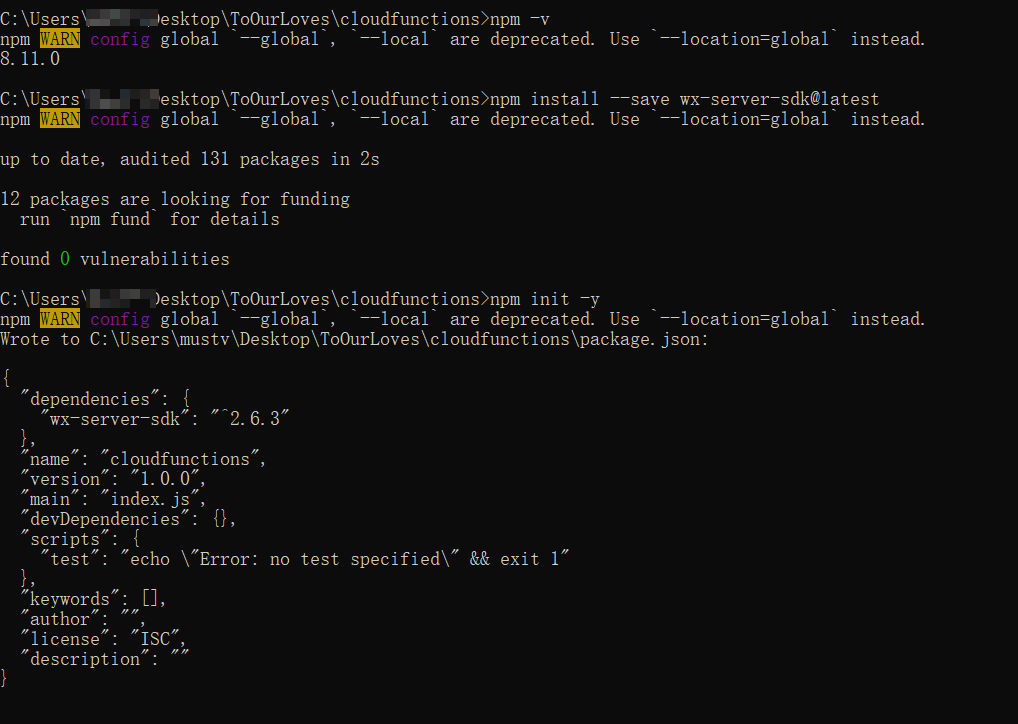 C:\Users\ esktop\ToOurLoves\cloudfunctions>npm -v
npm WARN config global `--global`, `--local` are deprecated. Use `--location=global` instead.
8.11.0
C:\Users\ esktop\ToOurLoves\cloudfunctions>npm install --save wx-server-sdk@latest
npm WARN config global `--global`, `--local` are deprecated. Use `--location=global` instead.
up to date, audited 131 packages in 2s
12 packages are looking for funding
run `npm fund` for details
found 0 vulnerabilities
C:\Users\ esktop\ToOurLoves\cloudfunctions>npm init -y
npm WARN config global `--global`, `--local` are deprecated. Use `--location=global` instead.
Wrote to C:\Users\mustv\Desktop\ToOurLoves\cloudfunctions\package.json:
{
"dependencies": {
"wx-server-sdk": "^2.6.3"
},
"name": "cloudfunctions",
"version": "1.0.0",
"main": "index.js",
"devDependencies": {},
"scripts": {
"test": "echo \"Error: no test specified\" && exit 1"
},
"keywords": [],
"author": "",
"license": "ISC",
"description": ""
}